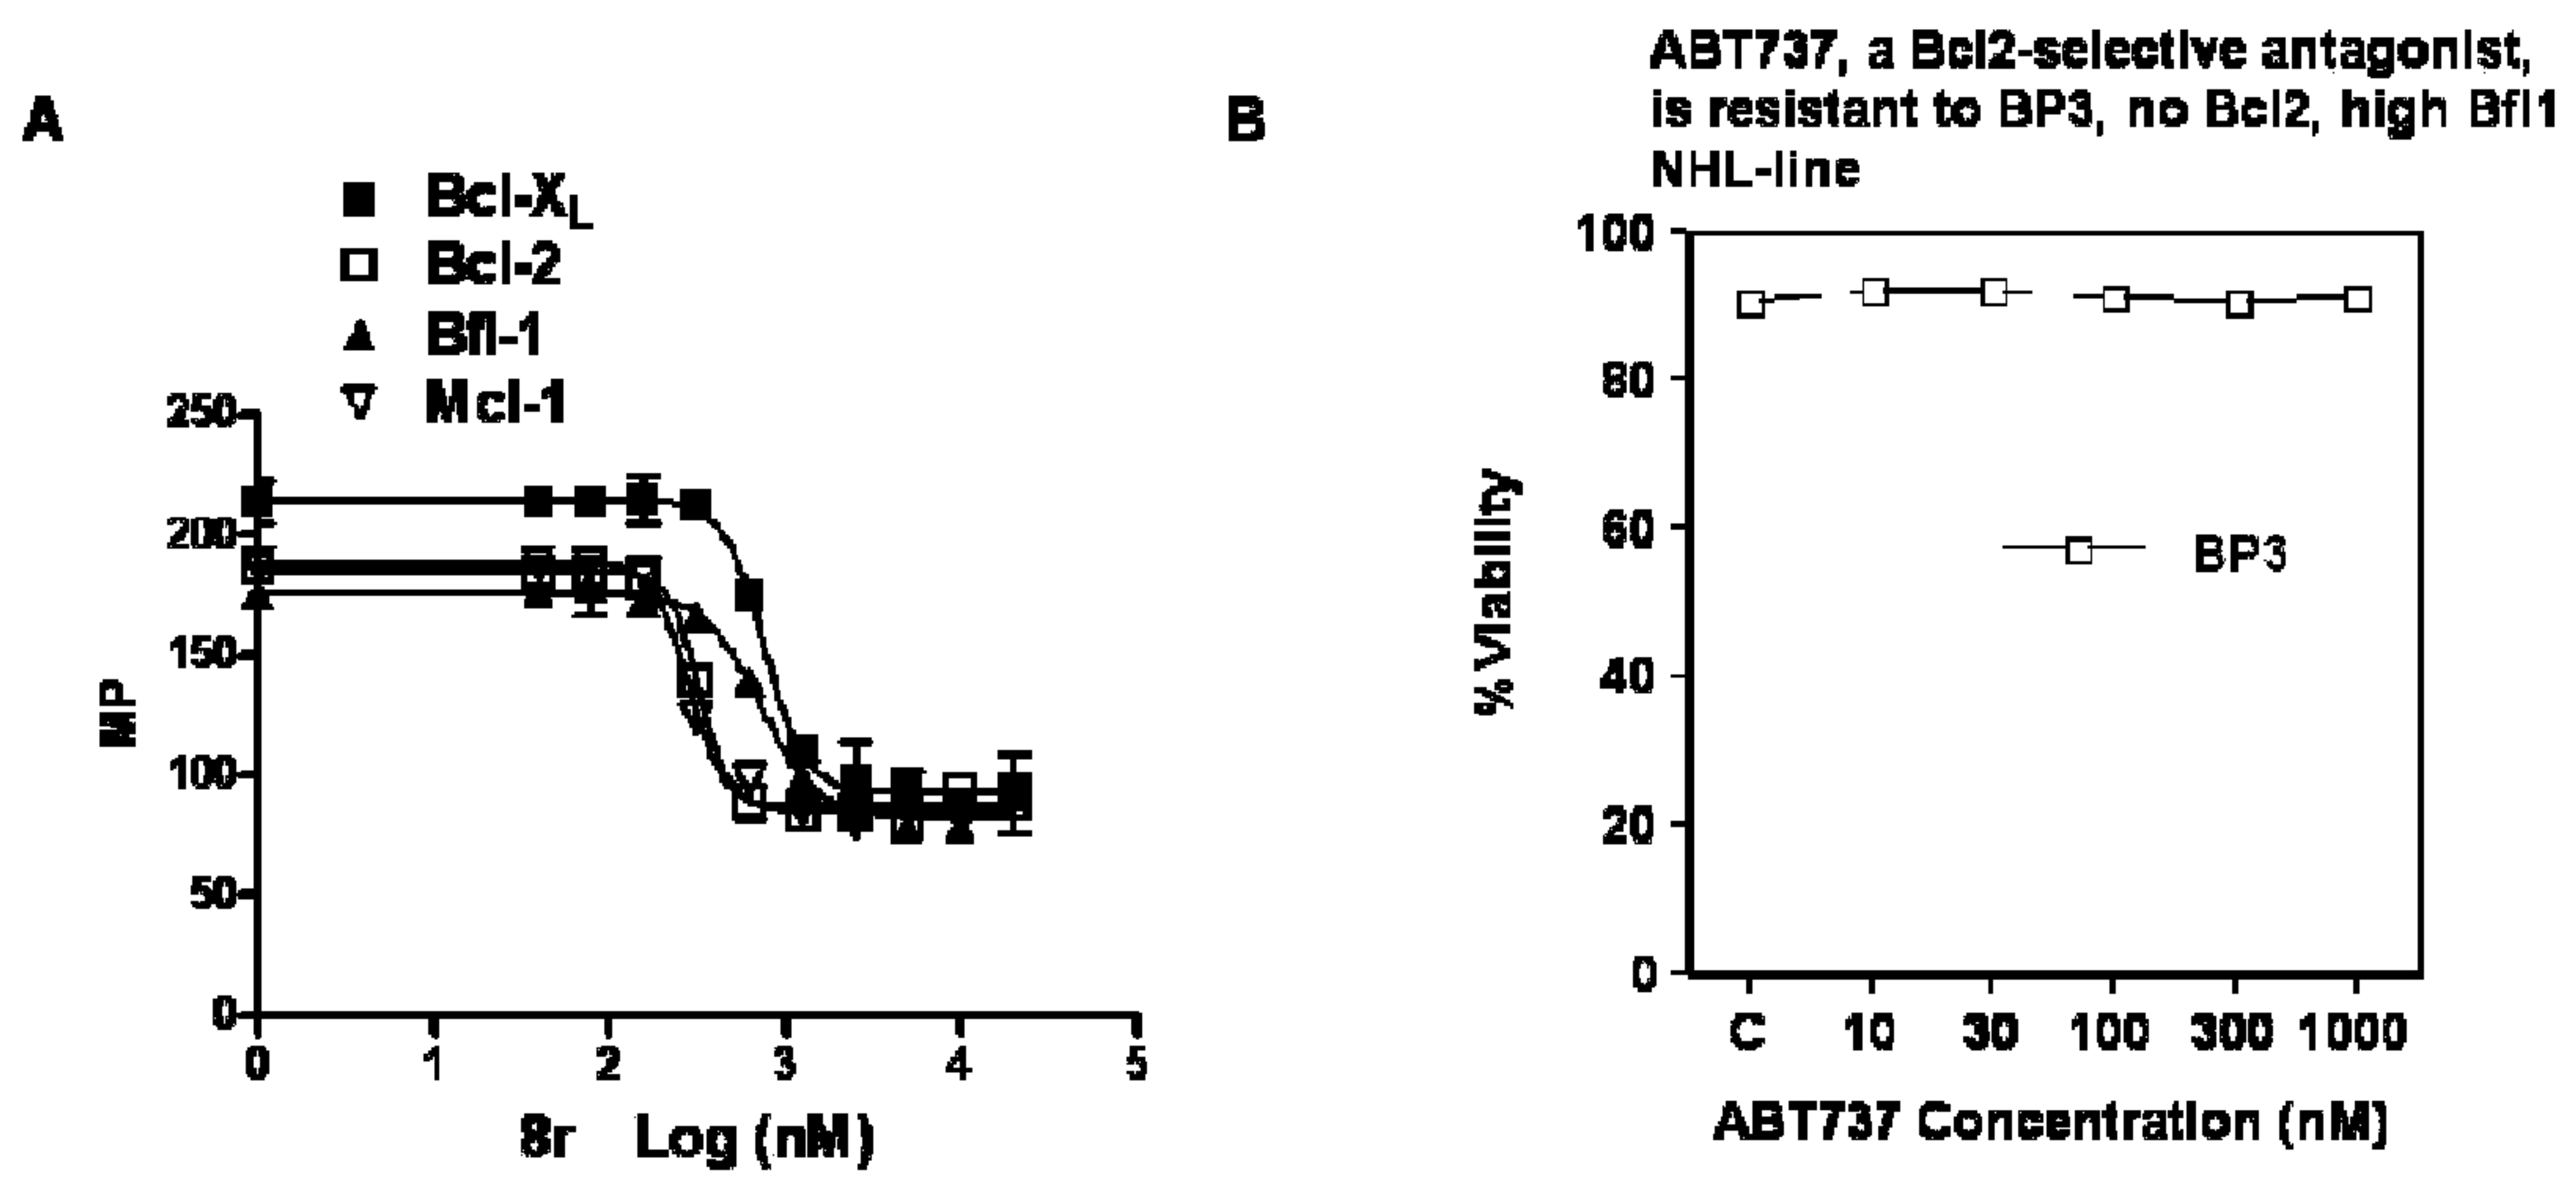 A
Bcl-XL
Bcl-2
Bfl-1
Mcl-1
250
200
150
100
50
0
MP
0 1 2 3 4 5
8r Log (nM)
B
ABT737, a Bcl2-selective antagonist,
is resistant to BP3, no Bcl2, high Bfl1
NHL-line
100
80
60
40
20
0
% Viability
BP3
C 10 30 100 300 1000
ABT737 Concentration (nM)